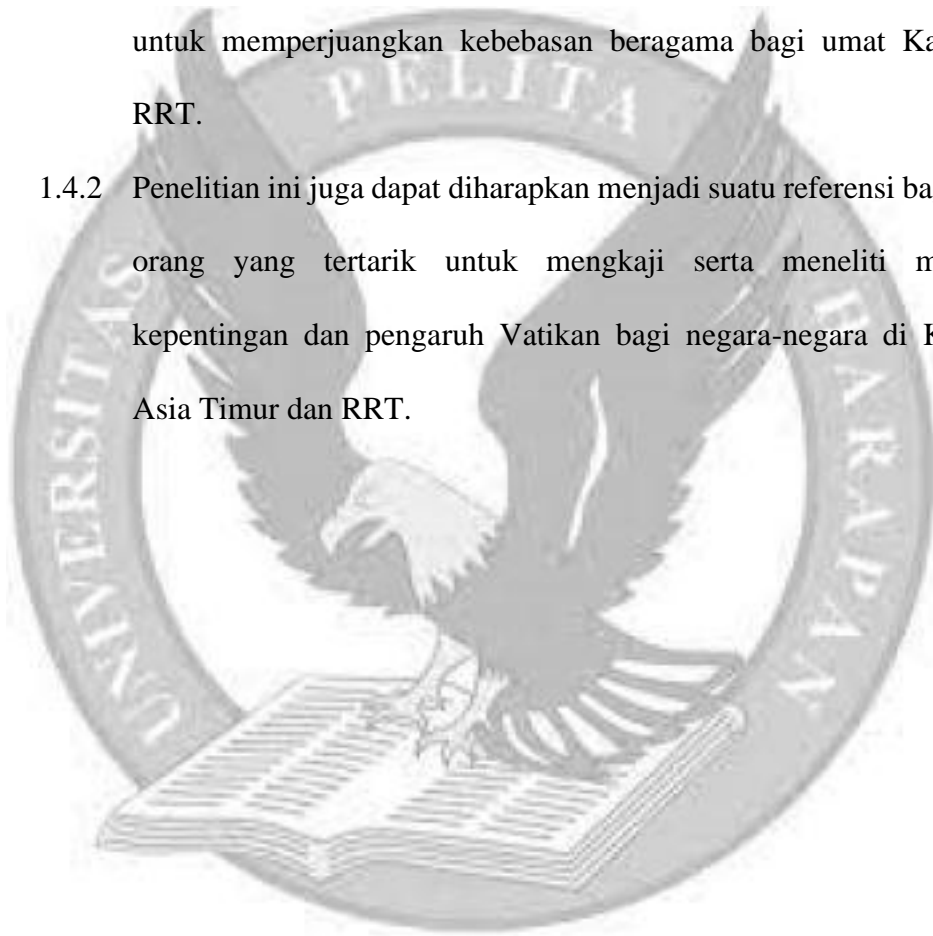 untuk memperjuangkan kebebasan beragama bagi umat Ka
RRT.
1.4.2 Penelitian ini juga dapat diharapkan menjadi suatu referensi ba
orang yang tertarik untuk mengkaji serta meneliti m
kepentingan dan pengaruh Vatikan bagi negara-negara di K
Asia Timur dan RRT.
UNIVERSITAS
PELITA
HARAPAN